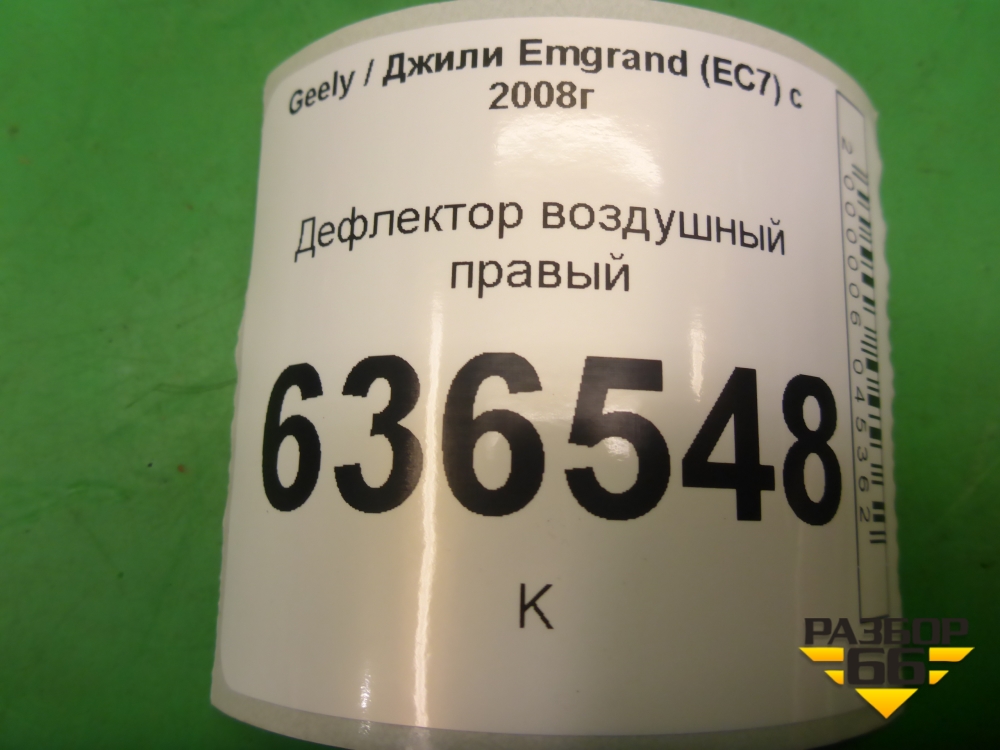 Geely / Джили Emgrand (EC7) с
2008г
Дефлектор воздушный
правый
636548
К
2000006045362
РАЗБОР
66